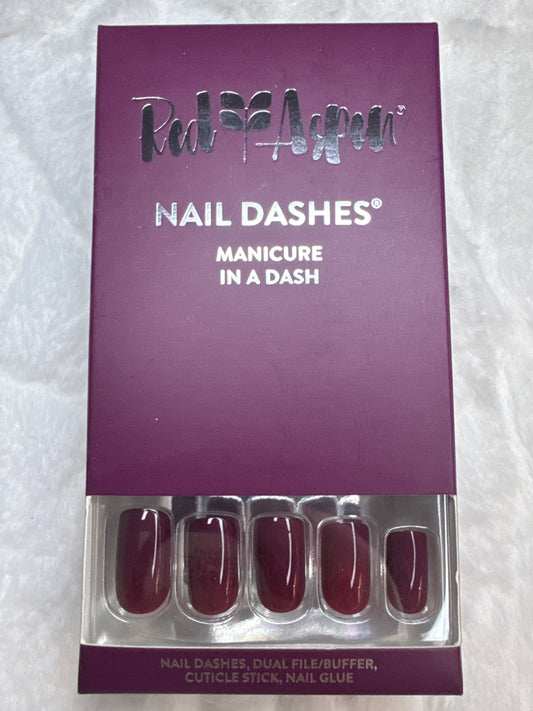 Red Aspen®
NAIL DASHES®
MANICURE
IN A DASH
NAIL DASHES, DUAL FILE/BUFFER,
CUTICLE STICK, NAIL GLUE